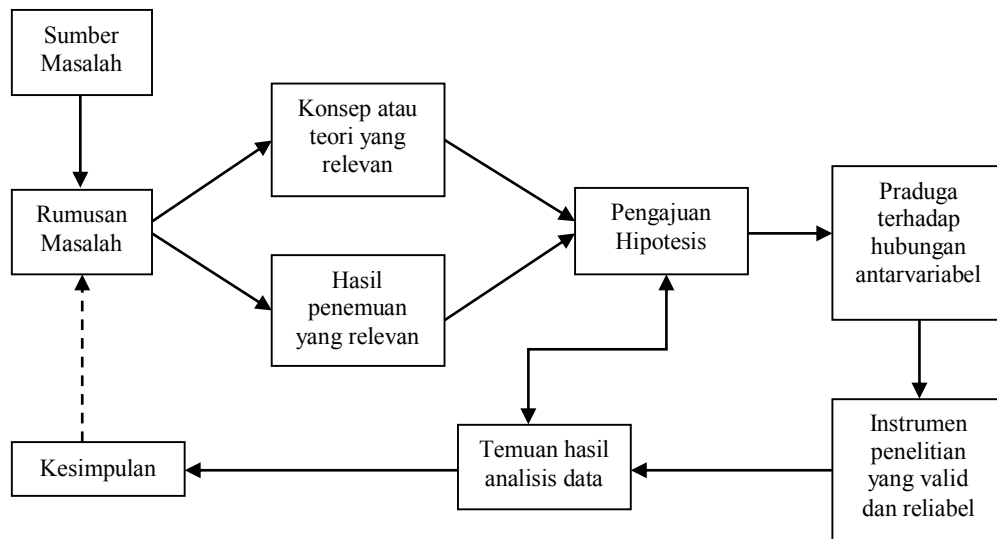 Sumber
Masalah
Rumusan
Masalah
Konsep atau
teori yang
relevan
Hasil
penemuan
yang relevan
Pengajuan
Hipotesis
Praduga
terhadap
hubungan
antarvariabel
Instrumen
penelitian
yang valid
dan reliabel
Temuan hasil
analisis data
Kesimpulan